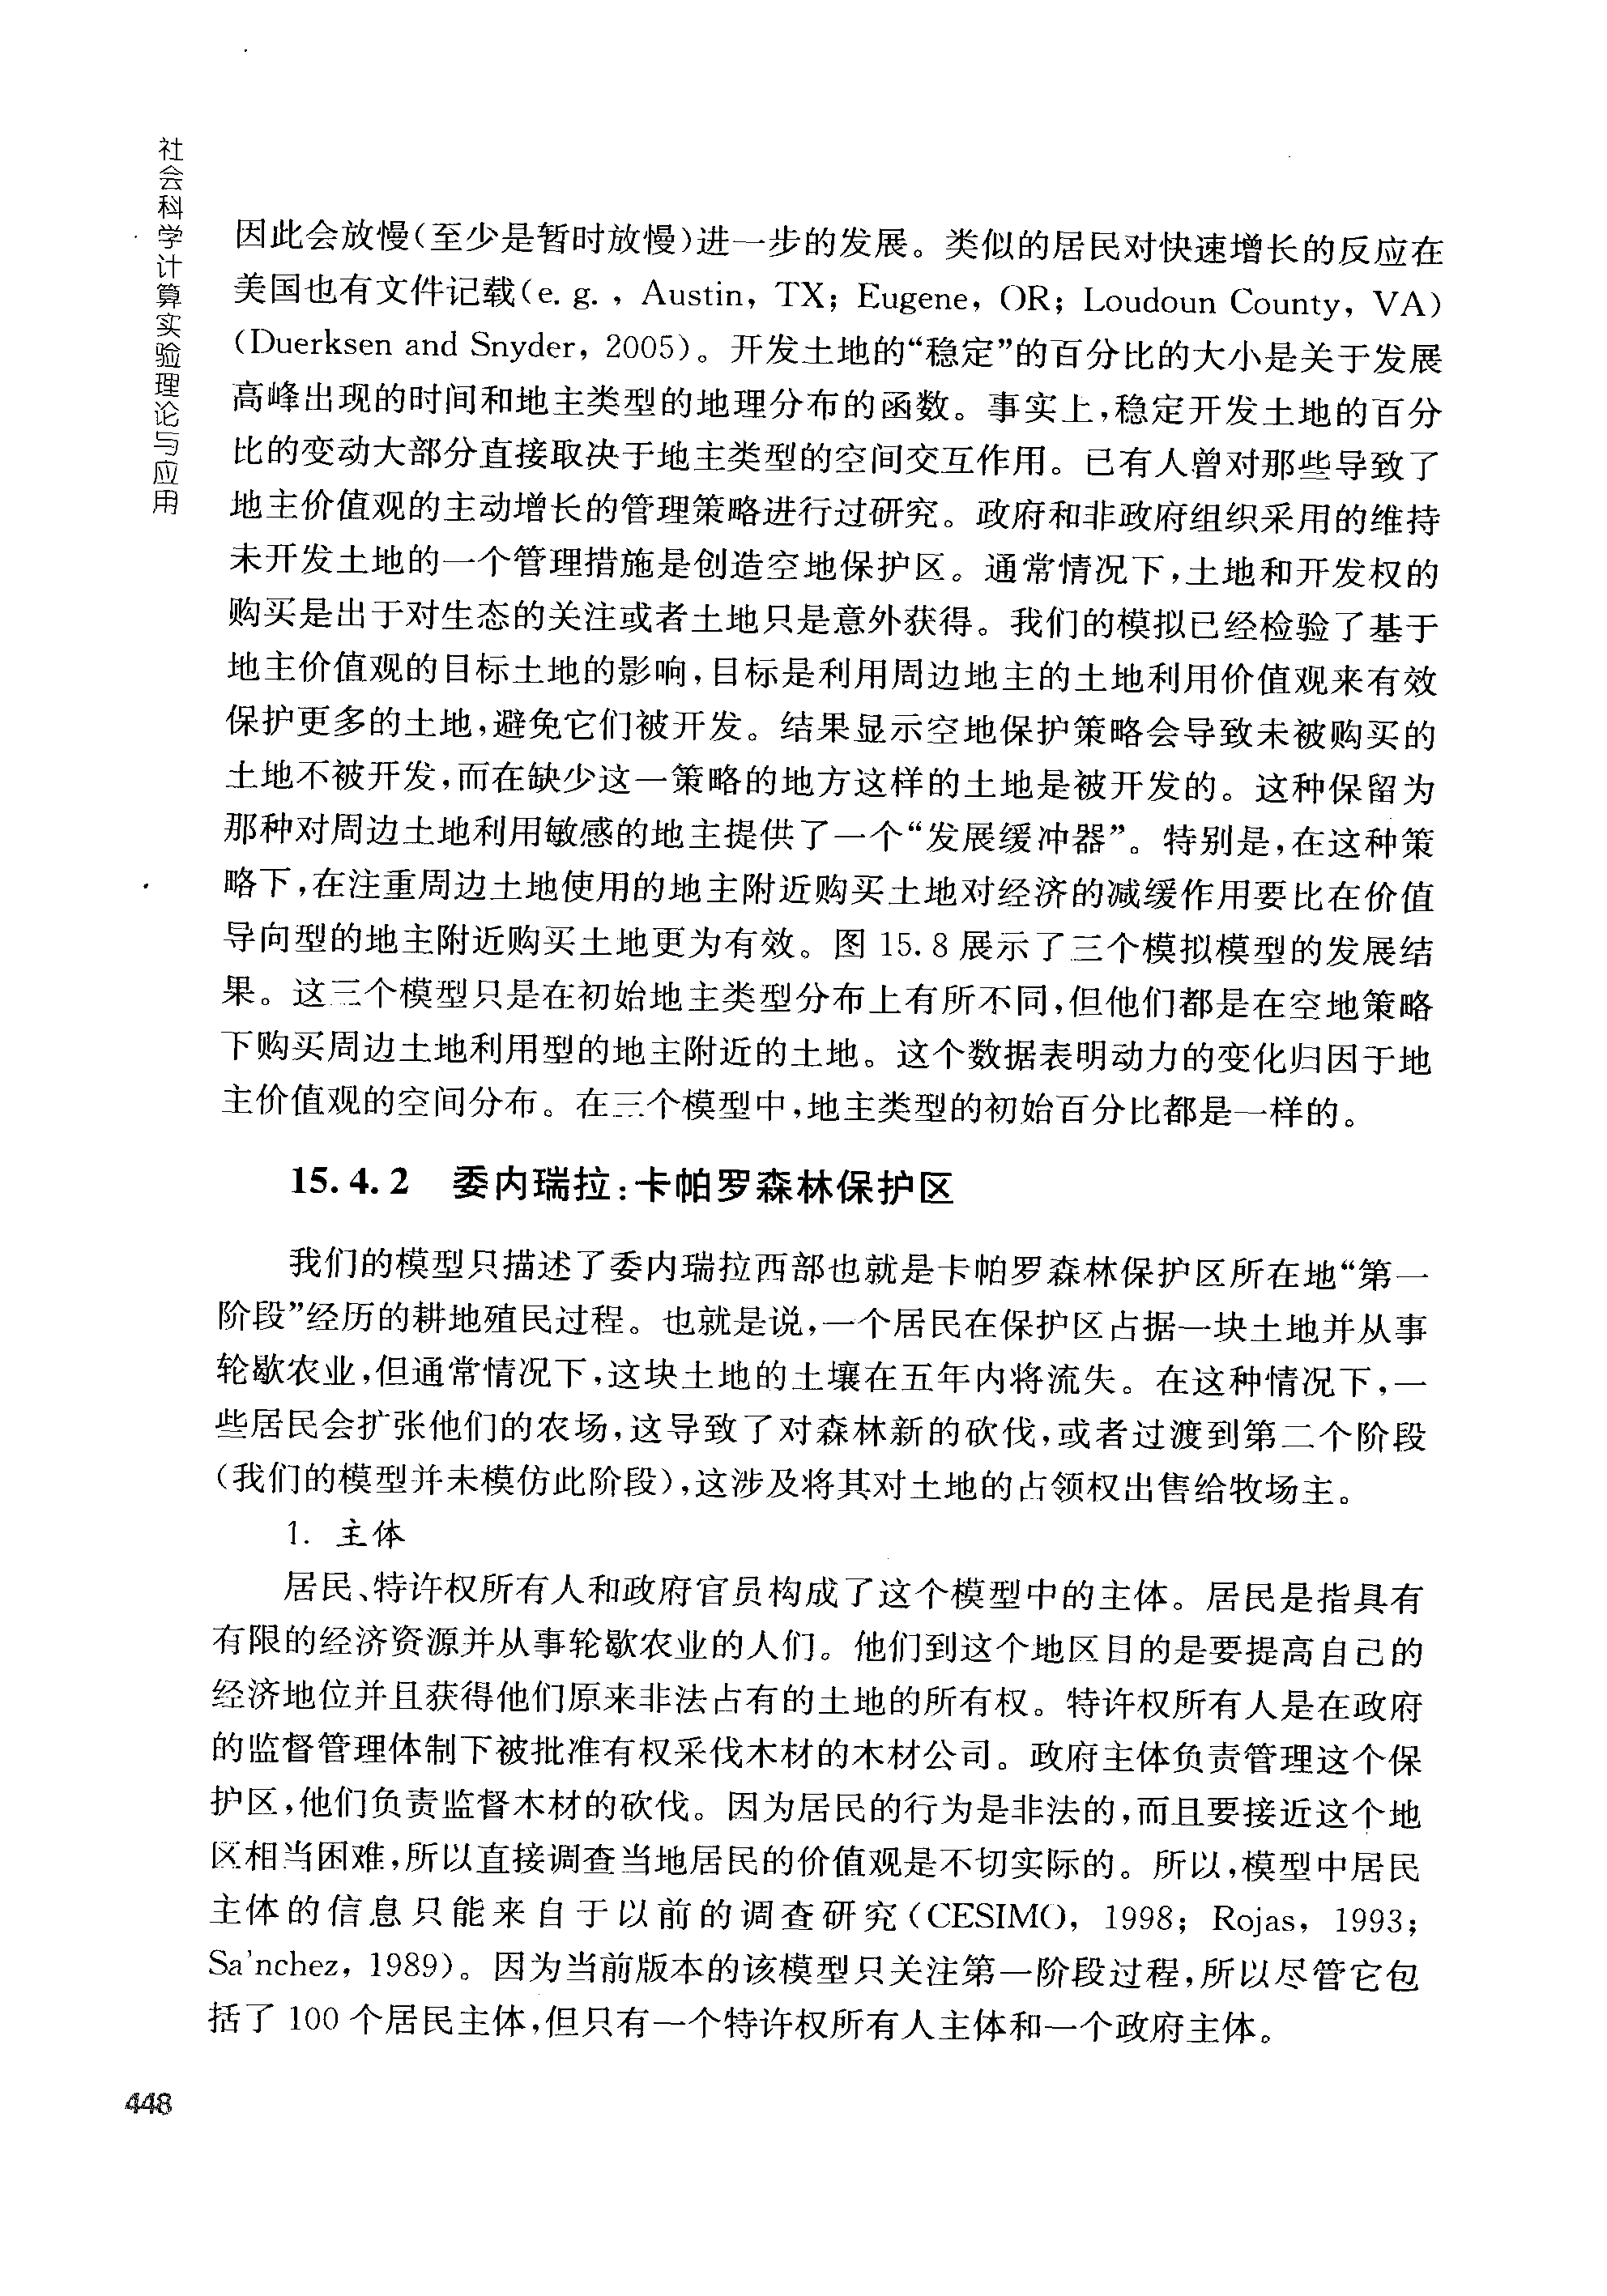 社会科学计算实验理论与应用
因此会放慢(至少是暂时放慢)进一步的发展。类似的居民对快速增长的反应在
美国也有文件记载(e. g. , Austin, TX; Eugene, OR; Loudoun County, VA)
(Duerksen and Snyder, 2005)。开发土地的“稳定”的百分比的大小是关于发展
高峰出现的时间和地主类型的地理分布的函数。事实上,稳定开发土地的百分
比的变动大部分直接取决于地主类型的空间交互作用。已有人曾对那些导致了
地主价值观的主动增长的管理策略进行过研究。政府和非政府组织采用的维持
未开发土地的一个管理措施是创造空地保护区。通常情况下,土地和开发权的
购买是出于对生态的关注或者土地只是意外获得。我们的模拟已经检验了基于
地主价值观的目标土地的影响,目标是利用周边地主的土地利用价值观来有效
保护更多的土地,避免它们被开发。结果显示空地保护策略会导致未被购买的
土地不被开发,而在缺少这一策略的地方这样的土地是被开发的。这种保留为
那种对周边土地利用敏感的地主提供了一个“发展缓冲器”。特别是,在这种策
略下,在注重周边土地使用的地主附近购买土地对经济的减缓作用要比在价值
导向型的地主附近购买土地更为有效。图 15. 8 展示了三个模拟模型的发展结
果。这三个模型只是在初始地主类型分布上有所不同,但他们都是在空地策略
下购买周边土地利用型的地主附近的土地。这个数据表明动力的变化归因于地
主价值观的空间分布。在三个模型中,地主类型的初始百分比都是一样的。
15. 4. 2 委内瑞拉:卡帕罗森林保护区
我们的模型只描述了委内瑞拉西部也就是卡帕罗森林保护区所在地“第一
阶段”经历的耕地殖民过程。也就是说,一个居民在保护区占据一块土地并从事
轮歇农业,但通常情况下,这块土地的土壤在五年内将流失。在这种情况下,一
些居民会扩张他们的农场,这导致了对森林新的砍伐,或者过渡到第二个阶段
(我们的模型并未模仿此阶段),这涉及将其对土地的占领权出售给牧场主。
1. 主体
居民、特许权所有人和政府官员构成了这个模型中的主体。居民是指具有
有限的经济资源并从事轮歇农业的人们。他们到这个地区目的是要提高自己的
经济地位并且获得他们原来非法占有的土地的所有权。特许权所有人是在政府
的监督管理体制下被批准有权采伐木材的木材公司。政府主体负责管理这个保
护区,他们负责监督木材的砍伐。因为居民的行为是非法的,而且要接近这个地
区相当困难,所以直接调查当地居民的价值观是不切实际的。所以,模型中居民
主体的信息只能来自于以前的调查研究(CESIMO, 1998; Rojas, 1993;
Sa'nchez, 1989)。因为当前版本的该模型只关注第一阶段过程,所以尽管它包
括了 100 个居民主体,但只有一个特许权所有人主体和一个政府主体。
448